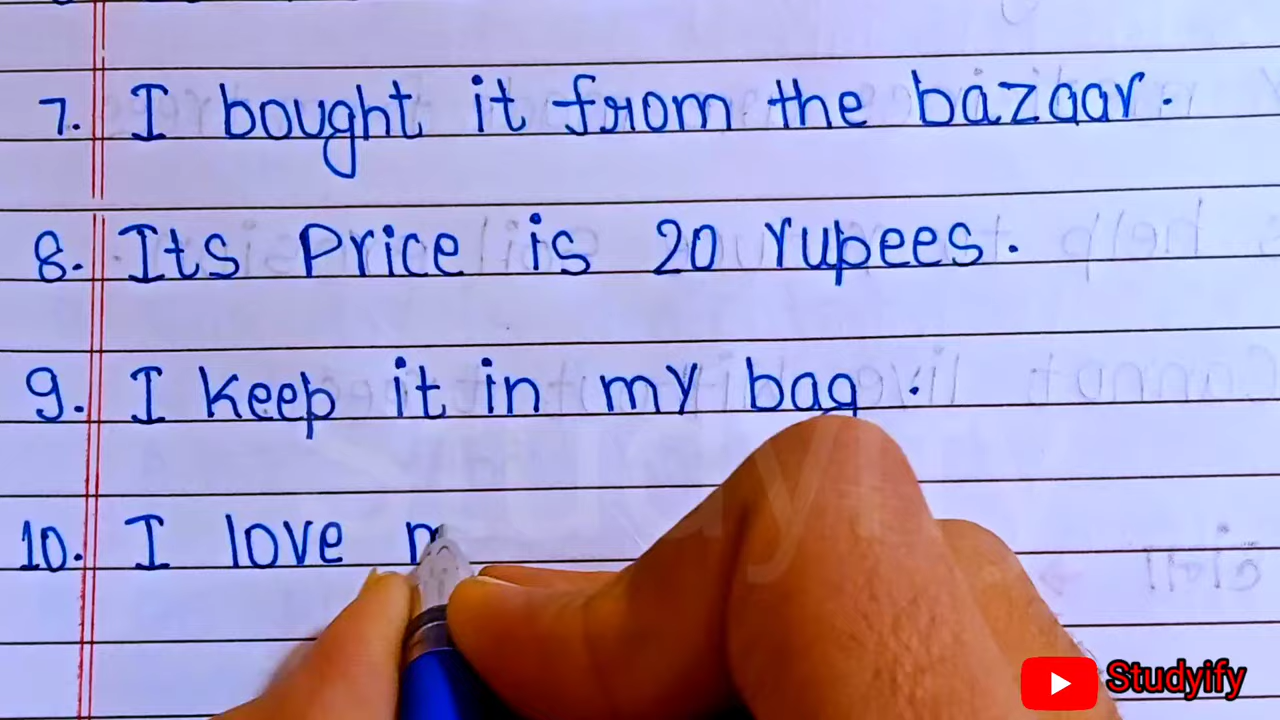 7. I bought it from the bazaar.
8. Its Price is 20 rupees.
9. I keep it in my bag.
10. I love
Studyify